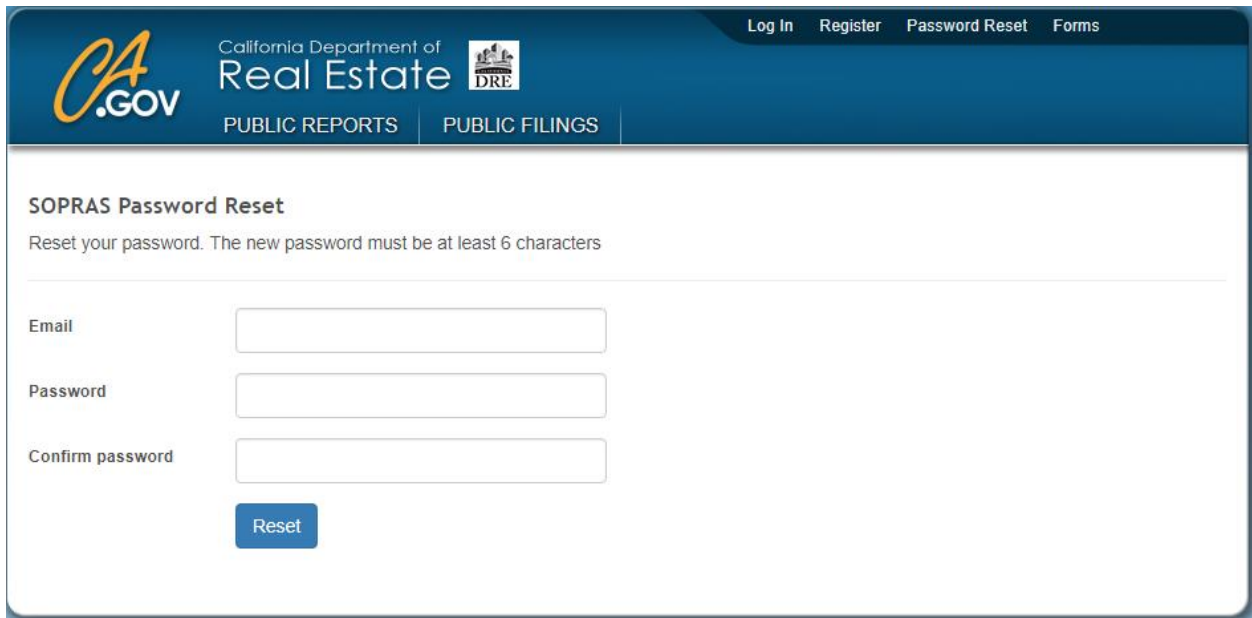 Log In Register Password Reset Forms
CA.GOV
California Department of
Real Estate
DRE
PUBLIC REPORTS PUBLIC FILINGS
SOPRAS Password Reset
Reset your password. The new password must be at least 6 characters
Email
Password
Confirm password
Reset